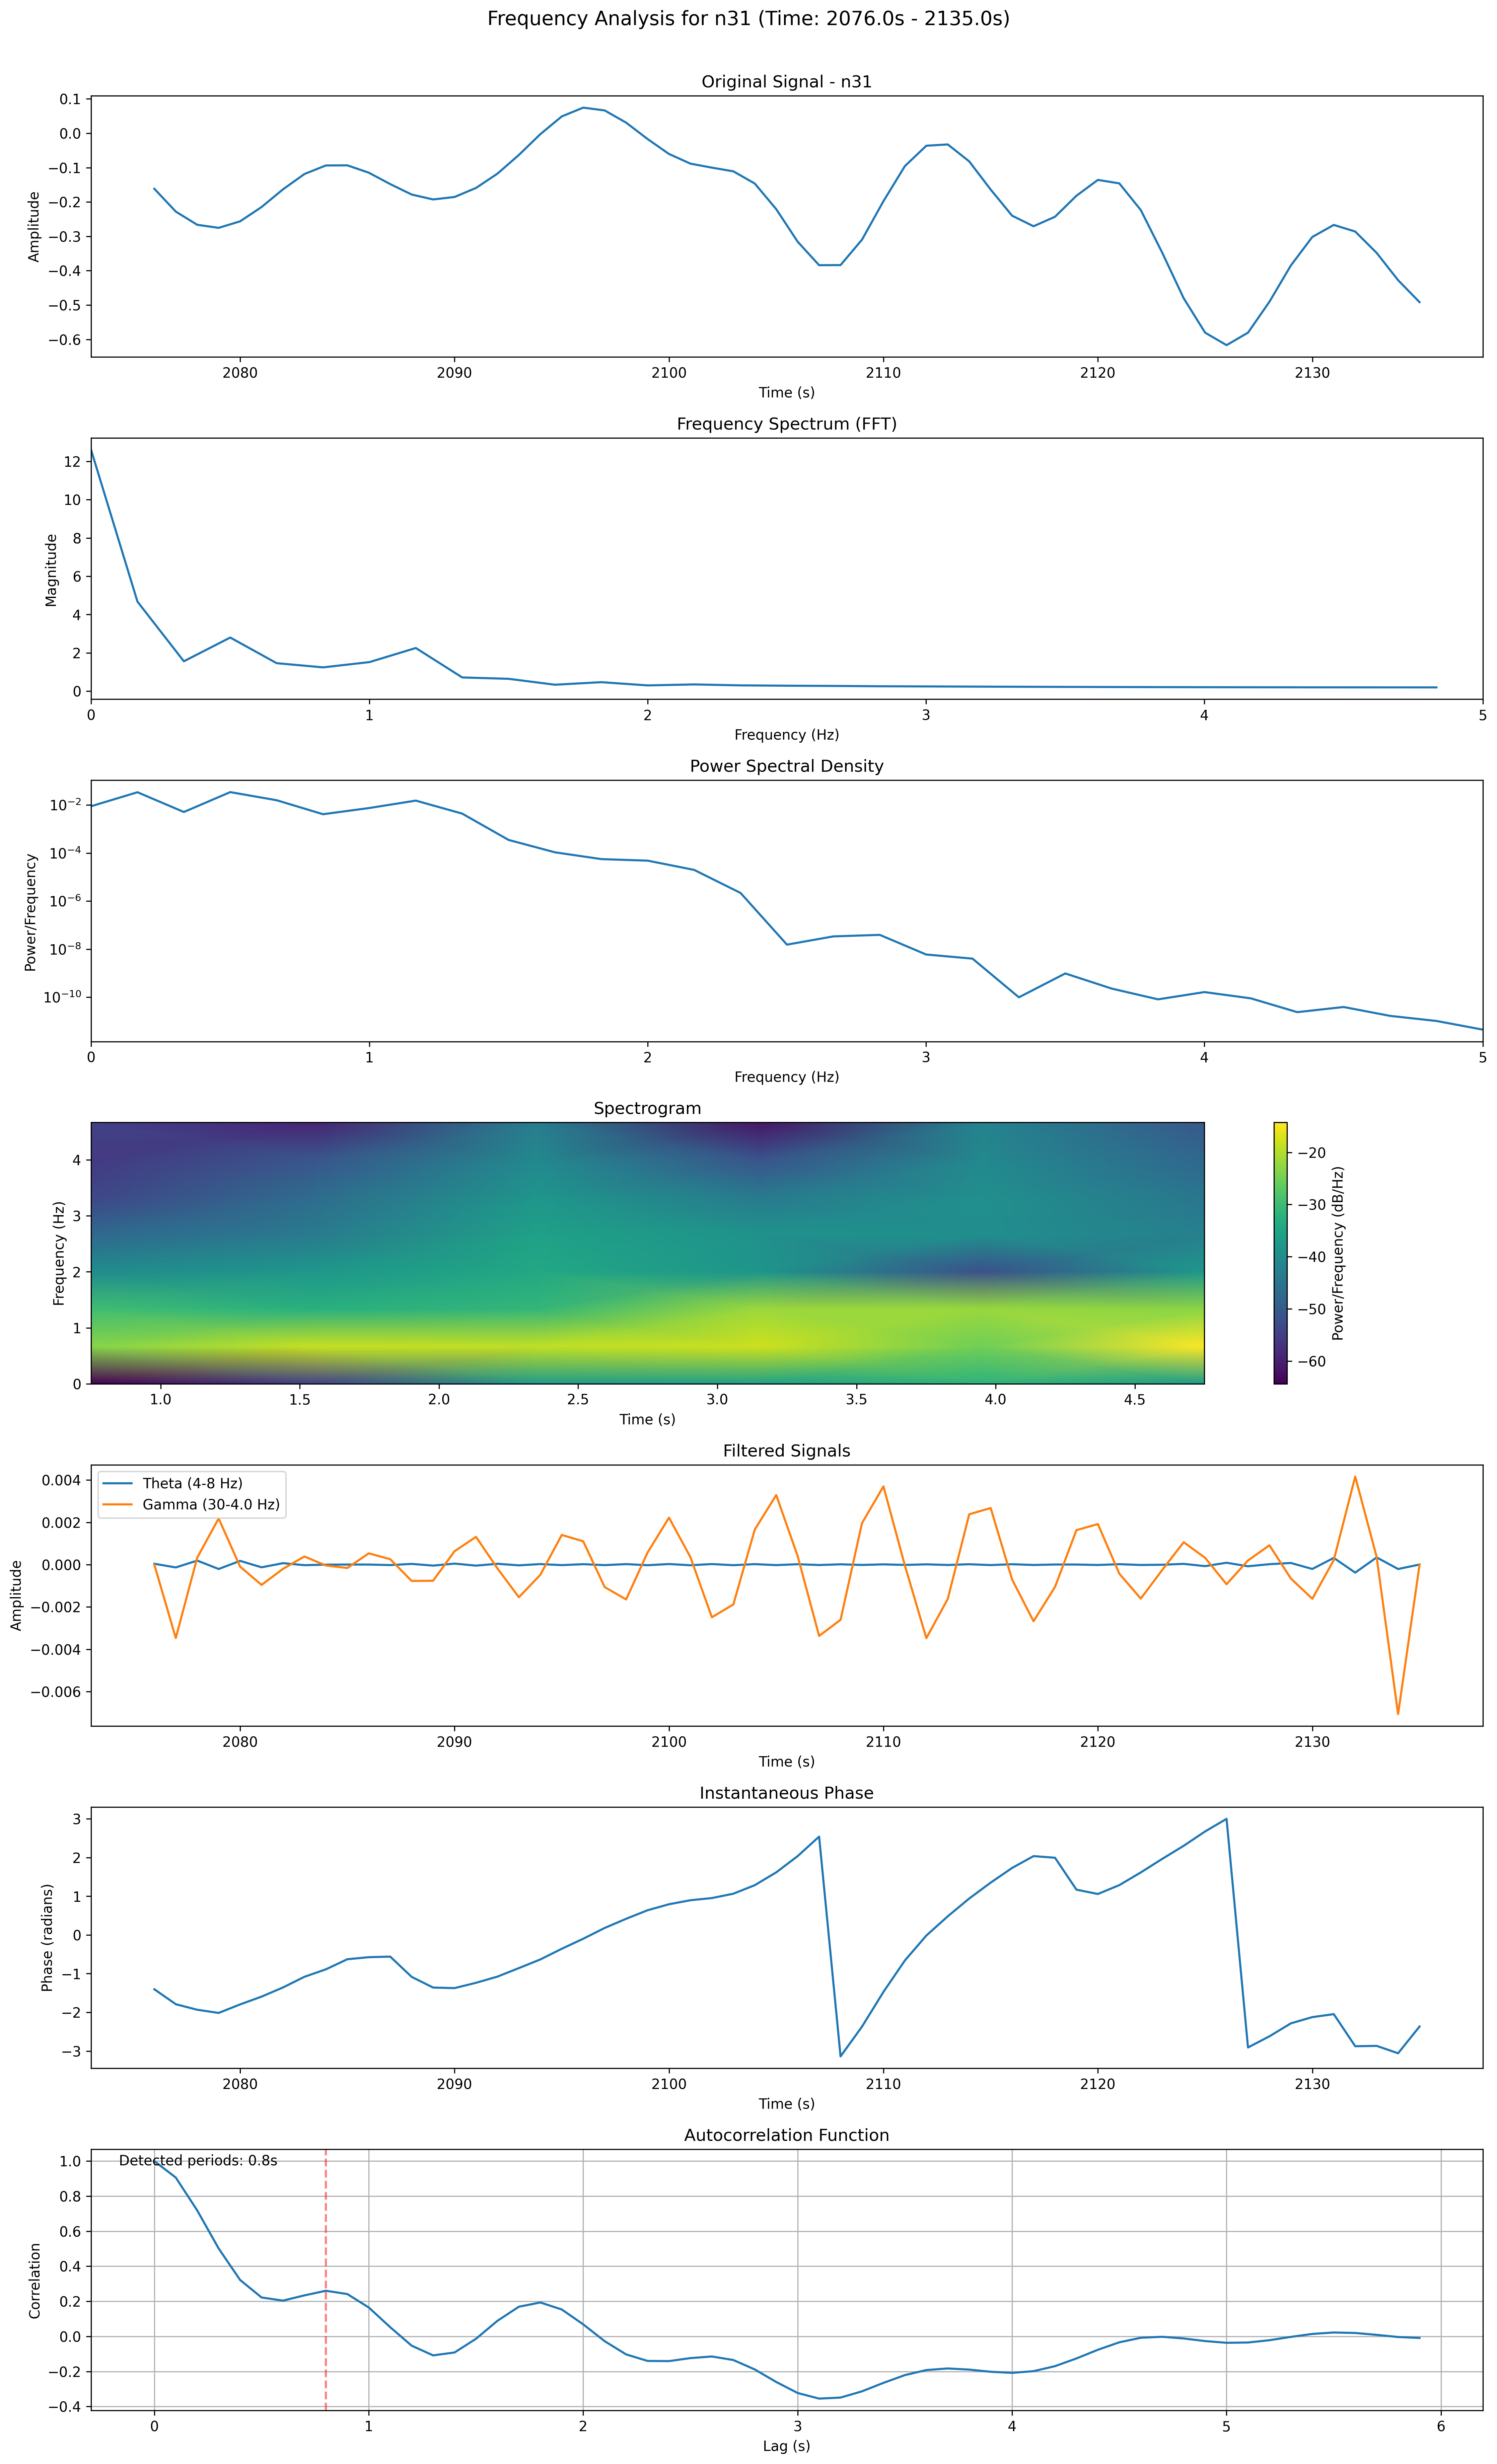 Frequency Analysis for n31 (Time: 2076.0s - 2135.0s)
Original Signal - n31
0.1
0.0
−0.1
−0.2
−0.3
−0.4
−0.5
−0.6
Amplitude
2080 2090 2100 2110 2120 2130
Time (s)
Frequency Spectrum (FFT)
12
10
8
6
4
2
0
Magnitude
0 1 2 3 4 5
Frequency (Hz)
Power Spectral Density
10⁻²
10⁻⁴
10⁻⁶
10⁻⁸
10⁻¹⁰
Power/Frequency
0 1 2 3 4 5
Frequency (Hz)
Spectrogram
4
3
2
1
0
Frequency (Hz)
1.0 1.5 2.0 2.5 3.0 3.5 4.0 4.5
Time (s)
−20
−30
−40
−50
−60
Power/Frequency (dB/Hz)
Filtered Signals
Theta (4-8 Hz)
Gamma (30-4.0 Hz)
0.004
0.002
0.000
−0.002
−0.004
−0.006
Amplitude
2080 2090 2100 2110 2120 2130
Time (s)
Instantaneous Phase
3
2
1
0
−1
−2
−3
Phase (radians)
2080 2090 2100 2110 2120 2130
Time (s)
Autocorrelation Function
Detected periods: 0.8s
1.0
0.8
0.6
0.4
0.2
0.0
−0.2
−0.4
Correlation
0 1 2 3 4 5 6
Lag (s)